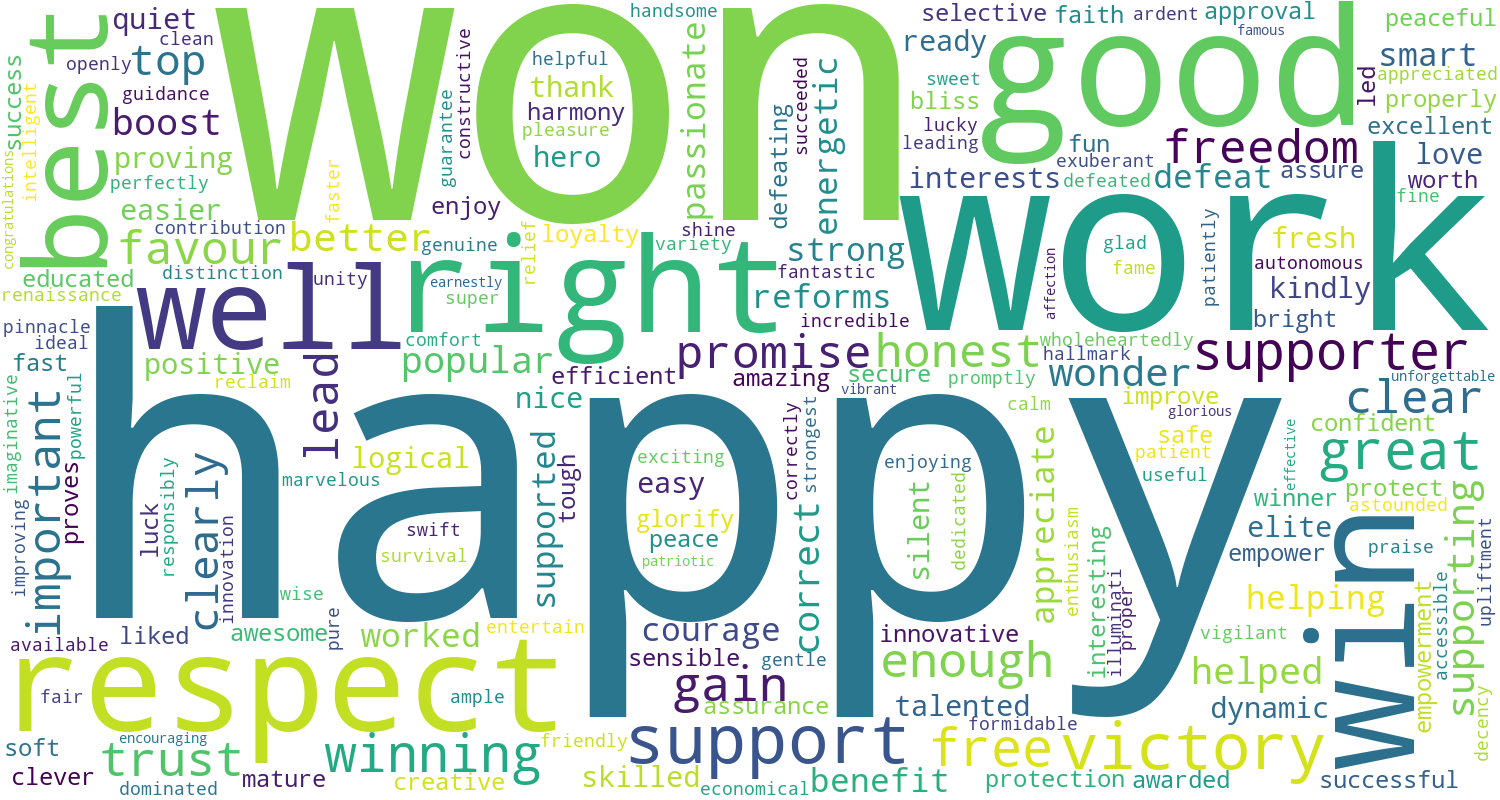 won
happy
work
good
best
respect
right
well
win
support
victory
free
winning
trust
great
supporter
freedom
honest
promise
clear
favour
better
top
boost
quiet
clean
openly
guidance
success
intelligent
congratulations
proving
perfectly
easier
contribution
faster
educated
distinction
renaissance
unity
helpful
thank
harmony
pleasure
hero
handsome
constructive
guarantee
enjoy
genuine
passionate
succeeded
defeating
energetic
relief
loyalty
shine
variety
earnestly
super
strong
fantastic
reforms
incredible
selective
faith
ardent
approval
famous
peaceful
ready
smart
sweet
appreciated
bliss
led
properly
lucky
leading
fun
excellent
exuberant
love
interests
defeated
defeat
assure
worth
fine
glad
fame
affection
patiently
fresh
autonomous
kindly
bright
pinnacle
ideal
fast
positive
reclaim
lead
comfort
popular
efficient
amazing
nice
secure
promptly
vibrant
wholeheartedly
hallmark
wonder
calm
improve
glorious
unforgettable
imaginative
powerful
important
proves
improving
luck
responsibly
innovation
clearly
marvelous
logical
swift
survival
wise
pure
supported
tough
exciting
easy
glorify
peace
patriotic
correctly
strongest
correct
enjoying
silent
dedicated
appreciate
enthusiasm
interesting
illuminati
proper
safe
patient
useful
effective
winner
elite
empower
confident
protect
astounded
praise
supporting
upliftment
helping
vigilant
empowerment
accessible
decency
available
liked
awesome
worked
entertain
courage
sensible
gentle
innovative
enough
gain
assurance
talented
formidable
helped
dynamic
fair
ample
soft
encouraging
clever
dominated
mature
creative
friendly
skilled
economical
benefit
protection
awarded
successful